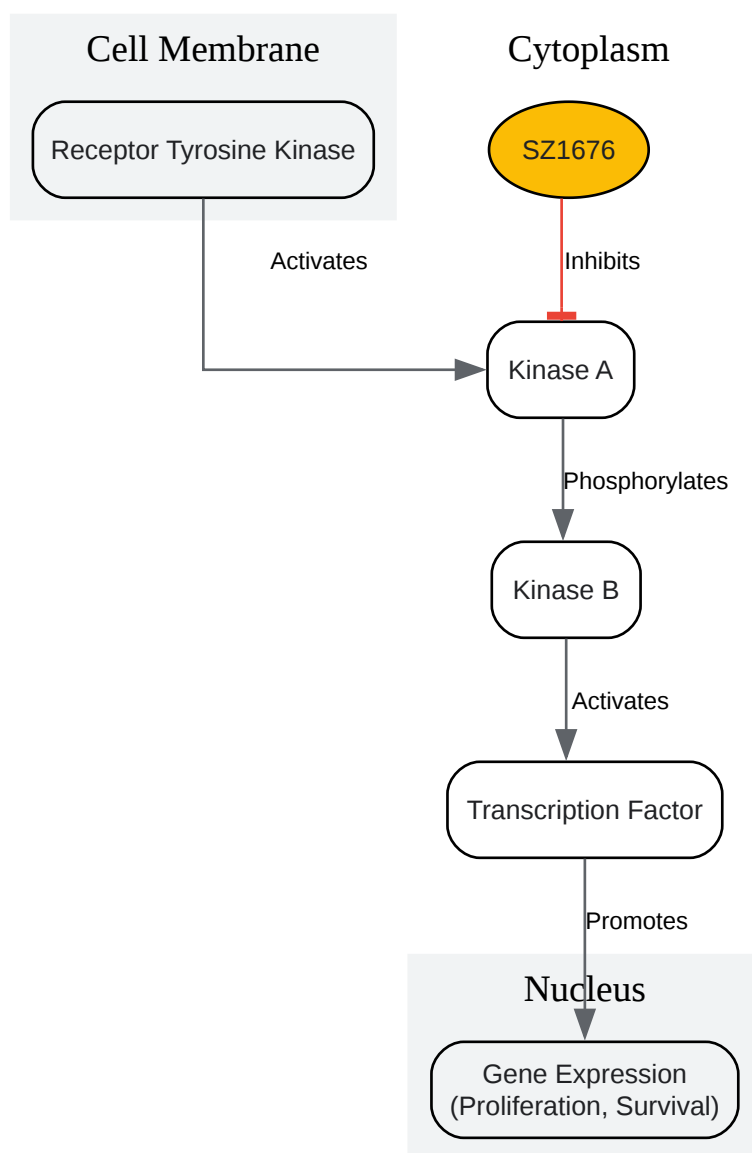 Cell Membrane
Cytoplasm
Receptor Tyrosine Kinase
SZ1676
Activates
Inhibits
Kinase A
Phosphorylates
Kinase B
Activates
Transcription Factor
Promotes
Nucleus
Gene Expression
(Proliferation, Survival)